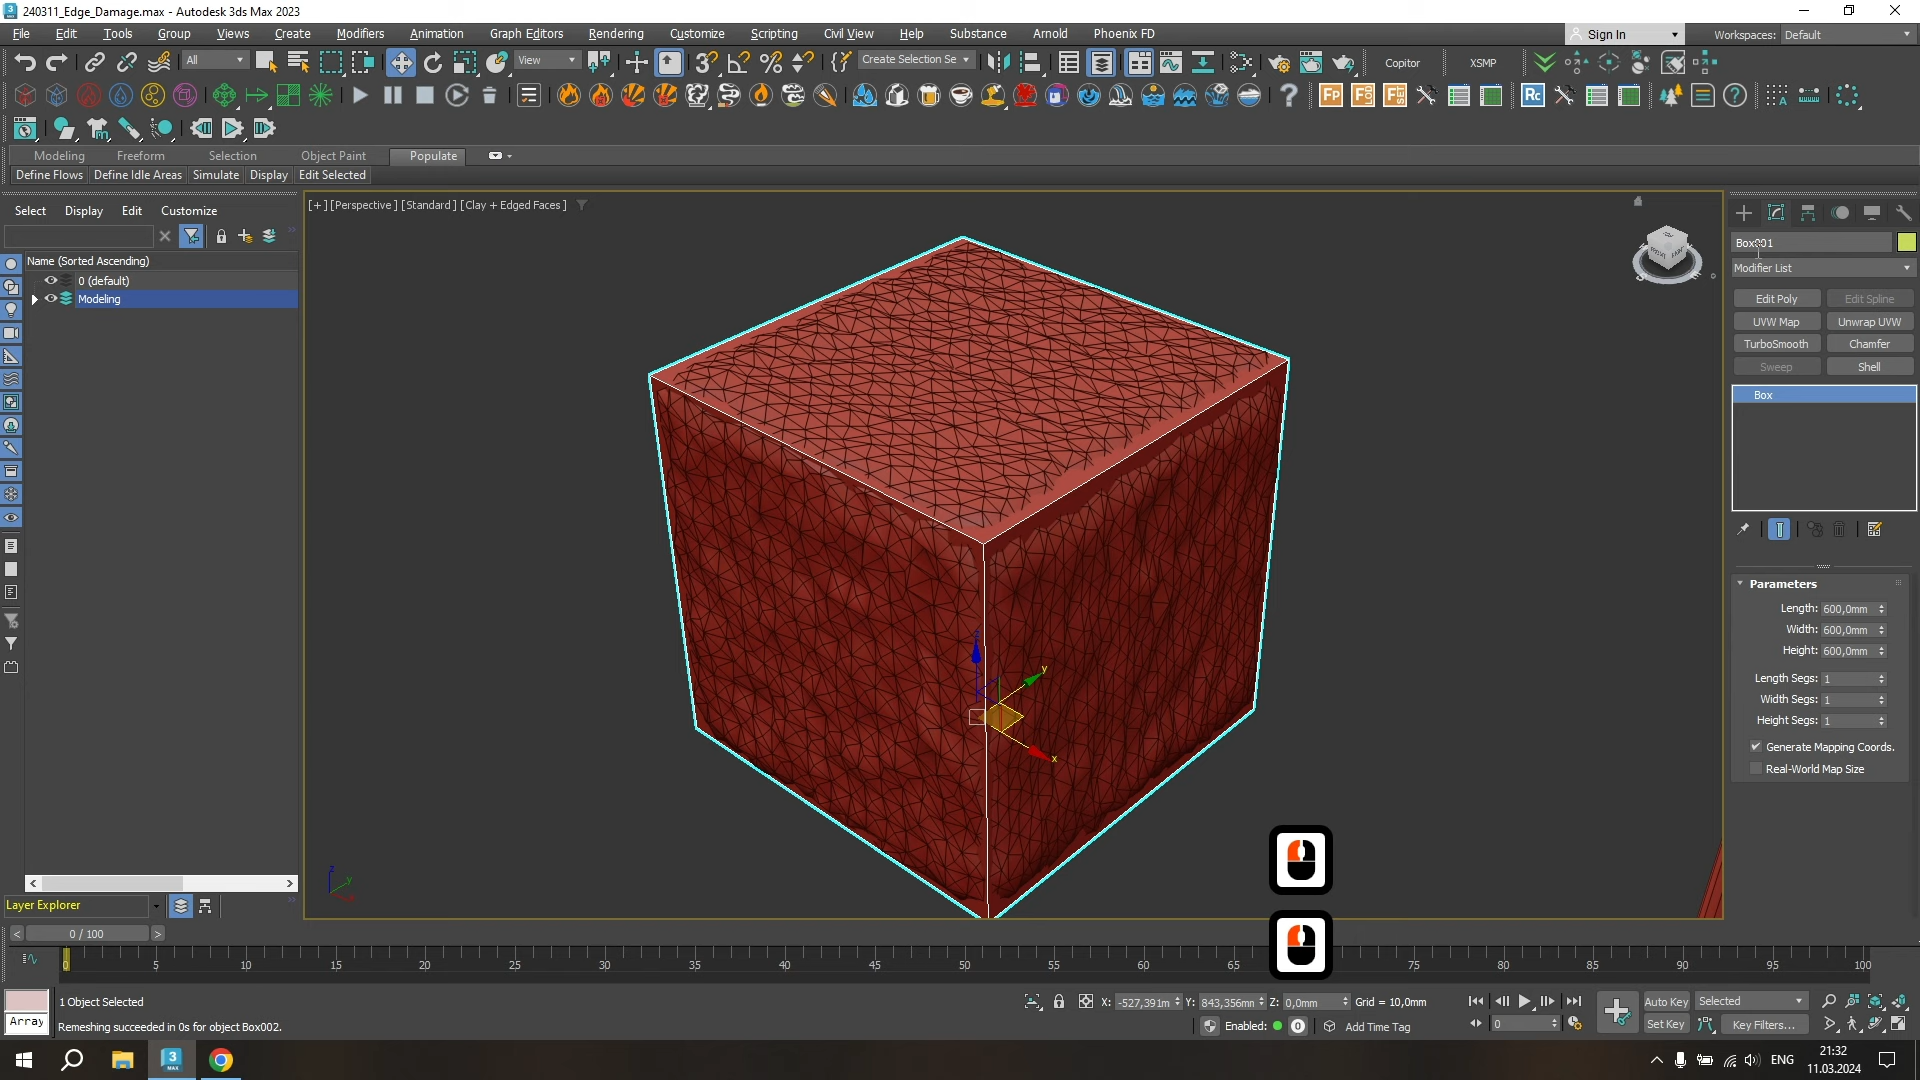 240311_Edge_Damage.max - Autodesk 3ds Max 2023
File Edit Tools Group Views Create Modifiers Animation Graph Editors Rendering Customize Scripting Civil View Help Substance Arnold Phoenix FD Sign In Workspaces: Default
All View Create Selection Se Copitor XSMP
Modeling Freeform Selection Object Paint Populate
Define Flows Define Idle Areas Simulate Display Edit Selected
Select Display Edit Customize
[+] [Perspective ] [Standard ] [Clay + Edged Faces ]
Box001
Name (Sorted Ascending)
Modifier List
0 (default)
Modeling
Edit Poly Edit Spline
UVW Map Unwrap UVW
TurboSmooth Chamfer
Sweep Shell
Box
Parameters
Length: 600,0mm
Width: 600,0mm
Height: 600,0mm
Length Segs: 1
Width Segs: 1
Height Segs: 1
Generate Mapping Coords.
Real-World Map Size
z y x
Layer Explorer
0 / 100
0 5 10 15 20 25 30 35 40 45 50 55 60 65 75 80 85 90 95 100
1 Object Selected X: -527,391m Y: 843,356mm Z: 0,0mm Grid = 10,0mm Auto Key Selected
Array Remeshing succeeded in 0s for object Box002. Enabled: 0 Add Time Tag 0 Set Key Key Filters...
ENG 21:32
11.03.2024